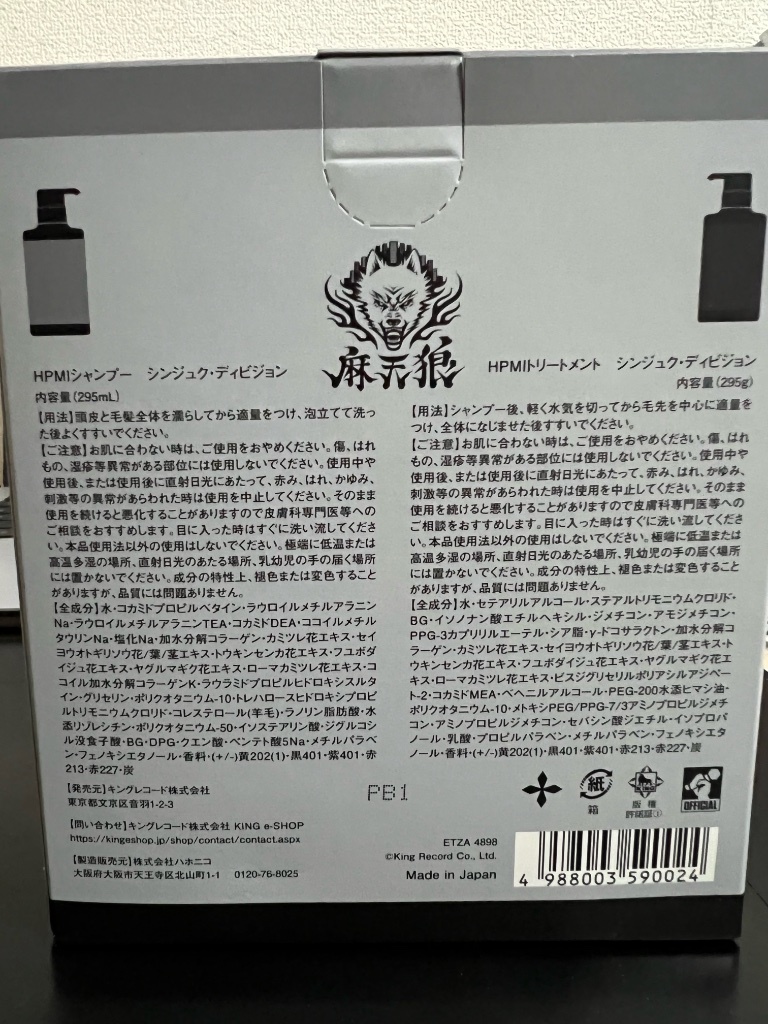 麻天狼
HPMIシャンプー　シンジュク・ディビジョン
内容量(295mL)
【用法】頭皮と毛髪全体を濡らしてから適量をつけ、泡立てて洗っ
た後よくすすいでください。
【ご注意】お肌に合わない時は、ご使用をおやめください。傷、はれ
もの、湿疹等異常がある部位には使用しないでください。使用中や
使用後、または使用後に直射日光にあたって、赤み、はれ、かゆみ、
刺激等の異常があらわれた時は使用を中止してください。そのまま
使用を続けると悪化することがありますので皮膚科専門医等への
ご相談をおすすめします。目に入った時はすぐに洗い流してくださ
い。本品使用法以外の使用はしないでください。極端に低温または
高温多湿の場所、直射日光のあたる場所、乳幼児の手の届く場所
には置かないでください。成分の特性上、褪色または変色すること
がありますが、品質には問題ありません。
【全成分】水・コカミドプロピルベタイン・ラウロイルメチルアラニン
Na・ラウロイルメチルアラニンTEA・コカミドDEA・ココイルメチル
タウリンNa・塩化Na・加水分解コラーゲン・カミツレ花エキス・セイ
ヨウオトギリソウ花/葉/茎エキス・トウキンセンカ花エキス・フユボダ
イジュ花エキス・ヤグルマギク花エキス・ローマカミツレ花エキス・コ
コイル加水分解コラーゲンK・ラウラミドプロピルヒドロキシスルタ
イン・グリセリン・ポリクオタニウム-10・トレハロースヒドロキシプロピ
ルトリモニウムクロリド・コレステロール(羊毛)・ラノリン脂肪酸・水
添リゾレシチン・ポリクオタニウム-50・イソステアリン酸・ジグルコシ
ル没食子酸・BG・DPG・クエン酸・ペンテト酸5Na・メチルパラベ
ン・フェノキシエタノール・香料・(+/-)黄202(1)・黒401・紫401・赤
213・赤227・炭
【発売元】キングレコード株式会社
東京都文京区音羽1-2-3
【問い合わせ】キングレコード株式会社 KING e-SHOP
https://kingeshop.jp/shop/contact/contact.aspx
【製造販売元】株式会社ハホニコ
大阪府大阪市天王寺区北山町1-1　0120-76-8025
HPMIトリートメント　シンジュク・ディビジョン
内容量(295g)
【用法】シャンプー後、軽く水気を切ってから毛先を中心に適量を
つけ、全体になじませた後すすいでください。
【ご注意】お肌に合わない時は、ご使用をおやめください。傷、はれ
もの、湿疹等異常がある部位には使用しないでください。使用中や
使用後、または使用後に直射日光にあたって、赤み、はれ、かゆみ、
刺激等の異常があらわれた時は使用を中止してください。そのまま
使用を続けると悪化することがありますので皮膚科専門医等への
ご相談をおすすめします。目に入った時はすぐに洗い流してくださ
い。本品使用法以外の使用はしないでください。極端に低温または
高温多湿の場所、直射日光のあたる場所、乳幼児の手の届く場所
には置かないでください。成分の特性上、褪色または変色すること
がありますが、品質には問題ありません。
【全成分】水・セテアリルアルコール・ステアルトリモニウムクロリド・
BG・イソノナン酸エチルヘキシル・ジメチコン・アモジメチコン・
PPG-3カプリリルエーテル・シア脂・γ-ドコサラクトン・加水分解コ
ラーゲン・カミツレ花エキス・セイヨウオトギリソウ花/葉/茎エキス・ト
ウキンセンカ花エキス・フユボダイジュ花エキス・ヤグルマギク花エキ
ス・ローマカミツレ花エキス・ビスジグリセリルポリアシルアジペー
ト-2・コカミドMEA・ベヘニルアルコール・PEG-200水添ヒマシ油・
ポリクオタニウム-10・メトキシPEG/PPG-7/3アミノプロピルジメチ
コン・アミノプロピルジメチコン・セバシン酸ジエチル・イソプロパ
ノール・乳酸・プロピルパラベン・メチルパラベン・フェノキシエタ
ノール・香料・(+/-)黄202(1)・黒401・紫401・赤213・赤227・炭
PB1
紙
箱
版権
許諾証
OFFICIAL
ETZA 4898
©King Record Co., Ltd.
Made in Japan
4 988003 590024